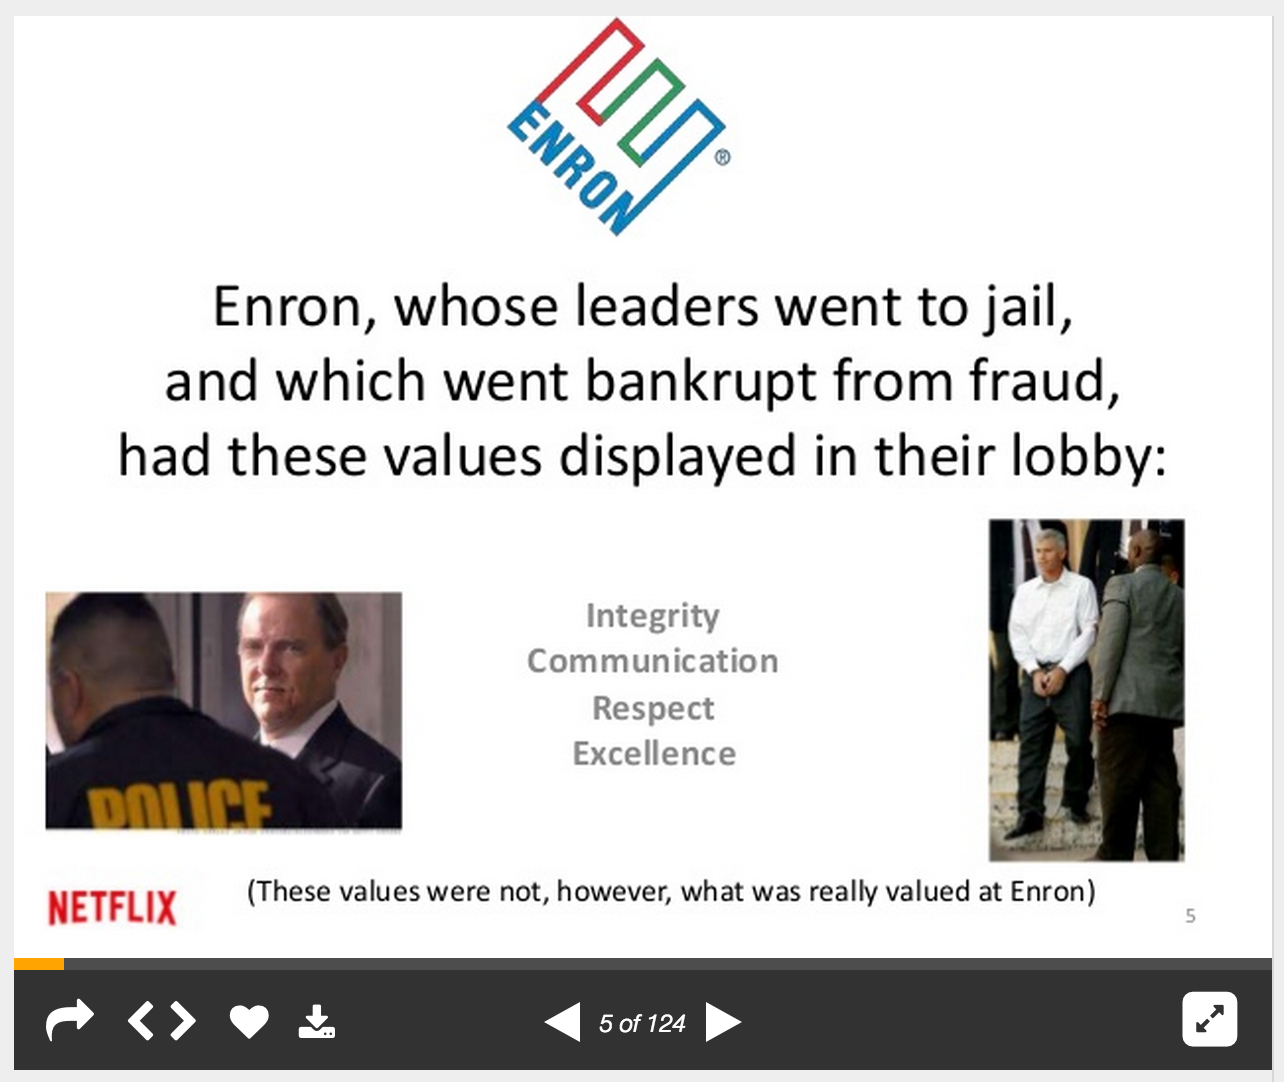 ENRON
®
Enron, whose leaders went to jail,
and which went bankrupt from fraud,
had these values displayed in their lobby:
Integrity
Communication
Respect
Excellence
POLICE
(These values were not, however, what was really valued at Enron)
NETFLIX
5
5 of 124